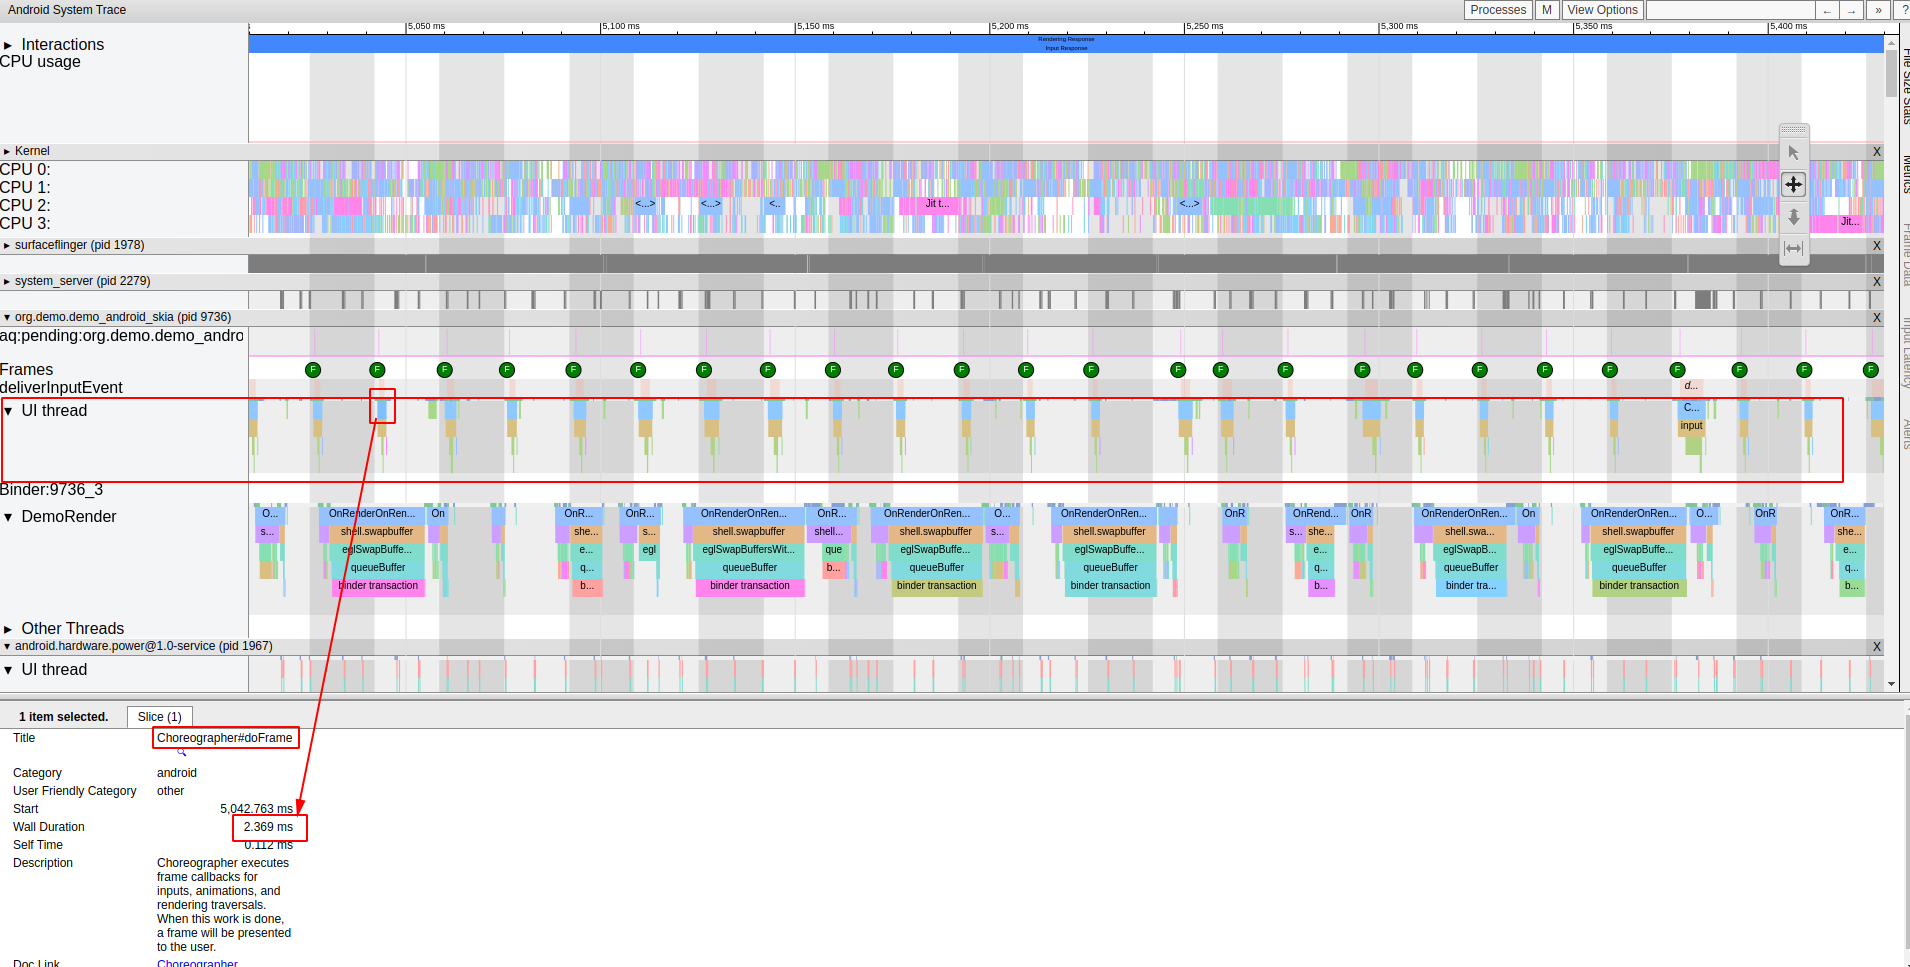 Android System Trace
Processes M View Options ← → » ?
5,050 ms 5,100 ms 5,150 ms 5,200 ms 5,250 ms 5,300 ms 5,350 ms 5,400 ms
▸ Interactions
Rendering Response
Input Response
CPU usage
File Size Stats
Metrics
Frame Data
Input Latency
Alerts
▸ Kernel X
CPU 0:
CPU 1:
CPU 2: <...> <...> <.. Jit t... <...>
CPU 3: Jit...
▸ surfaceflinger (pid 1978) X
▸ system_server (pid 2279) X
▾ org.demo.demo_android_skia (pid 9736) X
aq:pending:org.demo.demo_andro
Frames F F F F F F F F F F F F F F F F F F F F F F F F F
deliverInputEvent d...
▾ UI thread C...
input
Binder:9736_3
▾ DemoRender O... OnRenderOnRen... On OnR... OnR... OnRenderOnRen... OnR... OnRenderOnRen... O... OnRenderOnRen... OnR OnRend... OnR OnRenderOnRen... On OnRenderOnRen... O... OnR OnR...
s... shell.swapbuffer she... s... shell.swapbuffer shell... shell.swapbuffer s... shell.swapbuffer s... she... shell.swa... shell.swapbuffer she...
eglSwapBuffe... e... egl eglSwapBuffersWit... que eglSwapBuffe... eglSwapBuffe... e... eglSwapB... eglSwapBuffe... e...
queueBuffer q... queueBuffer b... queueBuffer queueBuffer q... queueBuffer queueBuffer q...
binder transaction b... binder transaction binder transaction binder transaction b... binder tra... binder transaction b...
▸ Other Threads
▾ android.hardware.power@1.0-service (pid 1967) X
▾ UI thread
1 item selected. Slice (1)
Title Choreographer#doFrame
Category android
User Friendly Category other
Start 5,042.763 ms
Wall Duration 2.369 ms
Self Time 0.112 ms
Description Choreographer executes
frame callbacks for
inputs, animations, and
rendering traversals.
When this work is done,
a frame will be presented
to the user.
Doc Link Choreographer